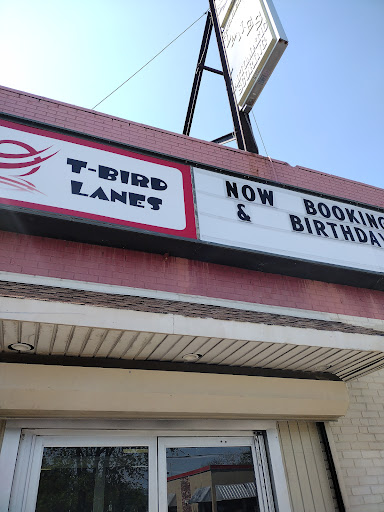 T-BIRD
LANES
NOW BOOKING
& BIRTHDAY